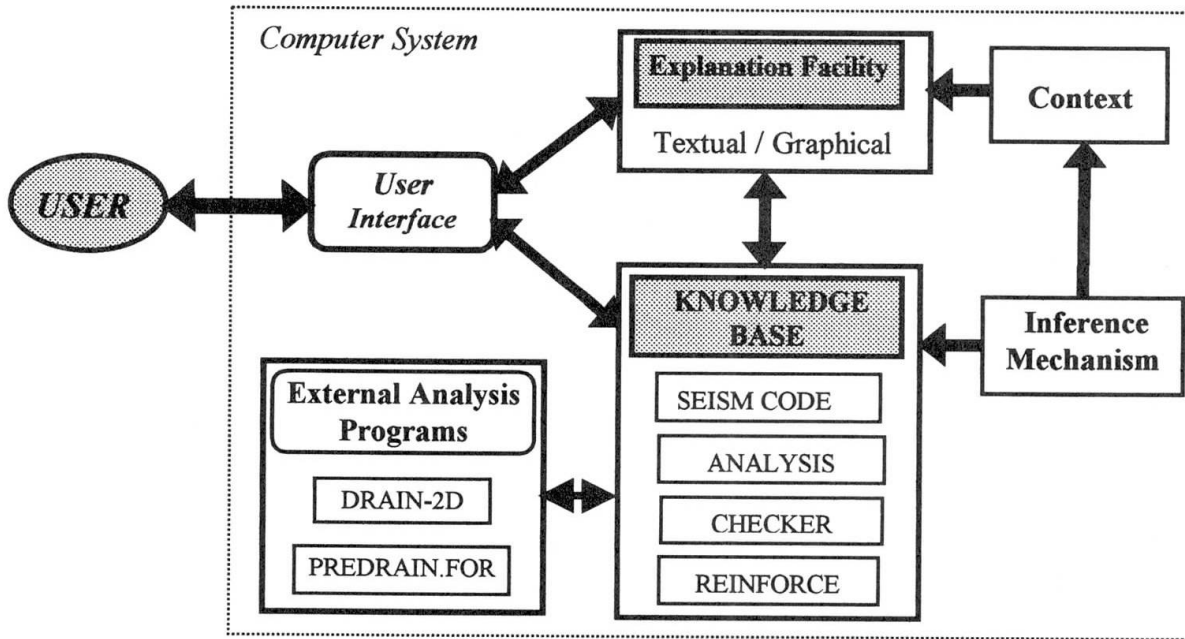 Computer System
Explanation Facility
Textual / Graphical
Context
USER
User
Interface
KNOWLEDGE
BASE
SEISM CODE
ANALYSIS
CHECKER
REINFORCE
Inference
Mechanism
External Analysis
Programs
DRAIN-2D
PREDRAIN.FOR